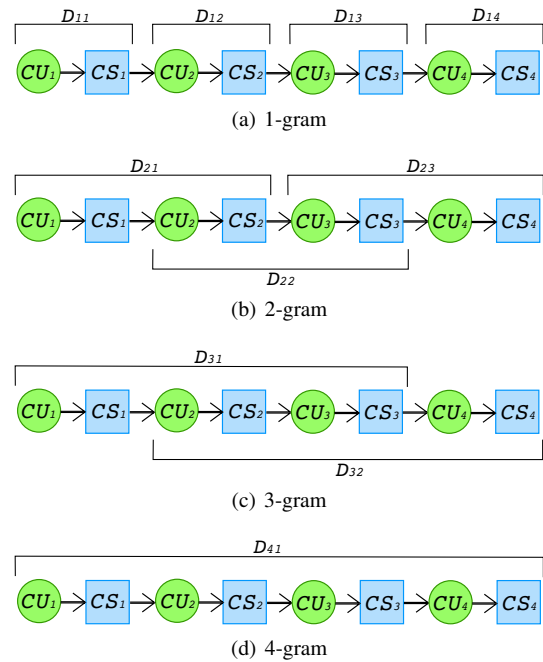 D11 D12 D13 D14
CU1 CS1 CU2 CS2 CU3 CS3 CU4 CS4
(a) 1-gram
D21 D23
CU1 CS1 CU2 CS2 CU3 CS3 CU4 CS4
D22
(b) 2-gram
D31
CU1 CS1 CU2 CS2 CU3 CS3 CU4 CS4
D32
(c) 3-gram
D41
CU1 CS1 CU2 CS2 CU3 CS3 CU4 CS4
(d) 4-gram